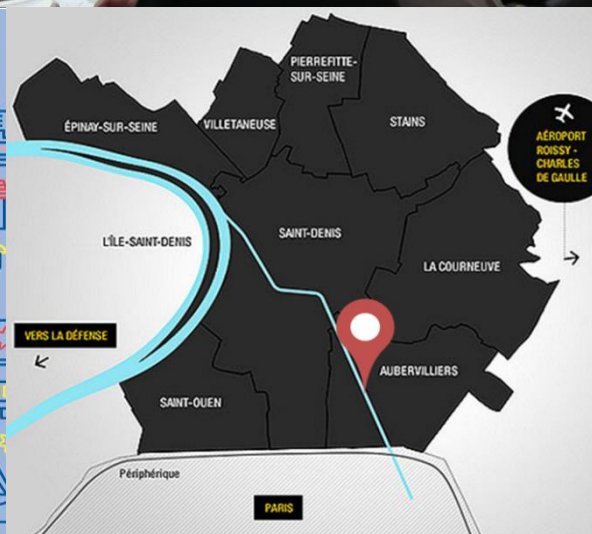 PIERREFITTE-
SUR-SEINE
ÉPINAY-SUR-SEINE
VILLETANEUSE
STAINS
AÉROPORT
ROISSY -
CHARLES
DE GAULLE
L'ÎLE-SAINT-DENIS
SAINT-DENIS
LA COURNEUVE
VERS LA DÉFENSE
AUBERVILLIERS
SAINT-OUEN
Périphérique
PARIS